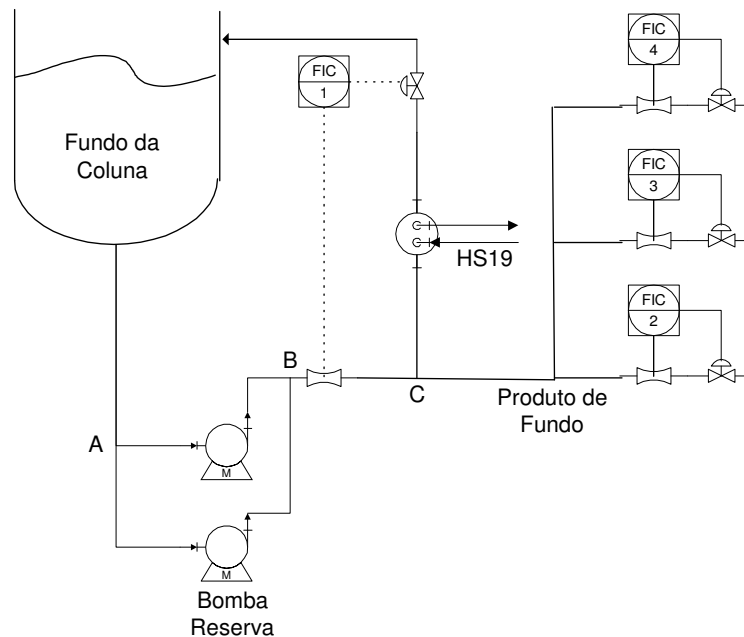 FIC
4
FIC
1
Fundo da
Coluna
FIC
3
HS19
FIC
2
B
C
Produto de
Fundo
A
M
M
Bomba
Reserva